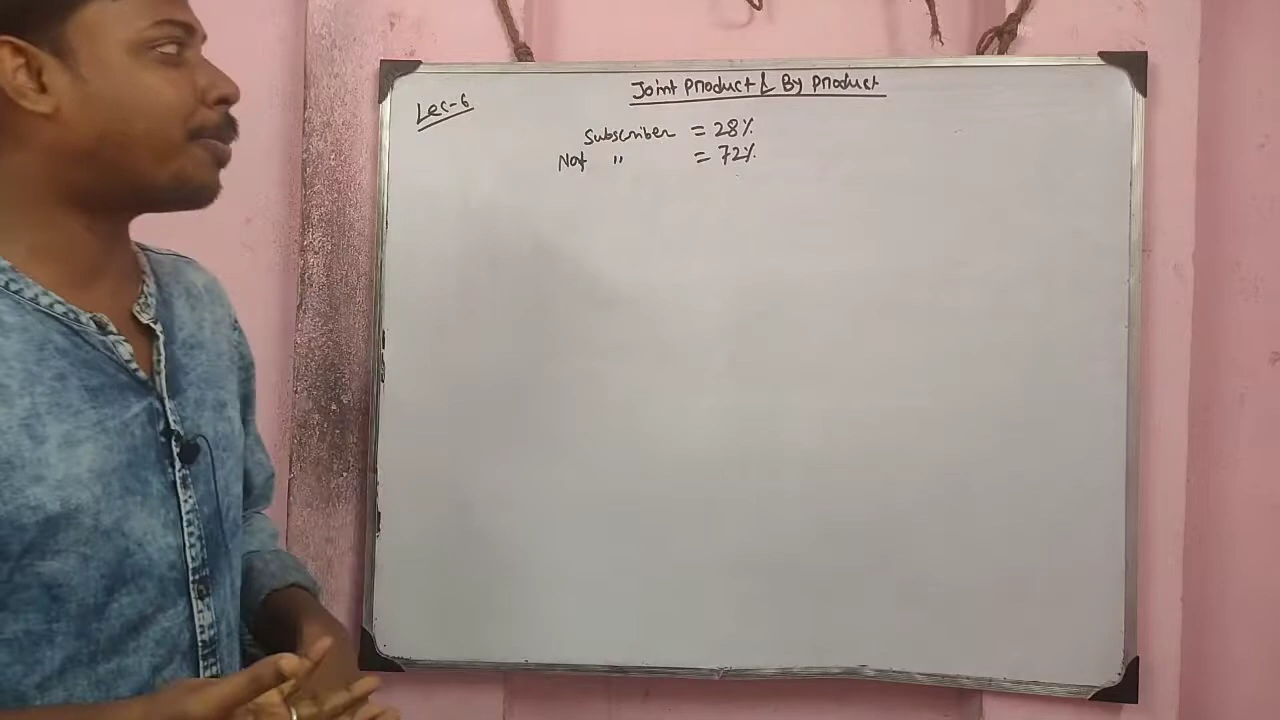 Joint Product & By Product
Lec-6
Subscriber = 28%
Not " = 72%